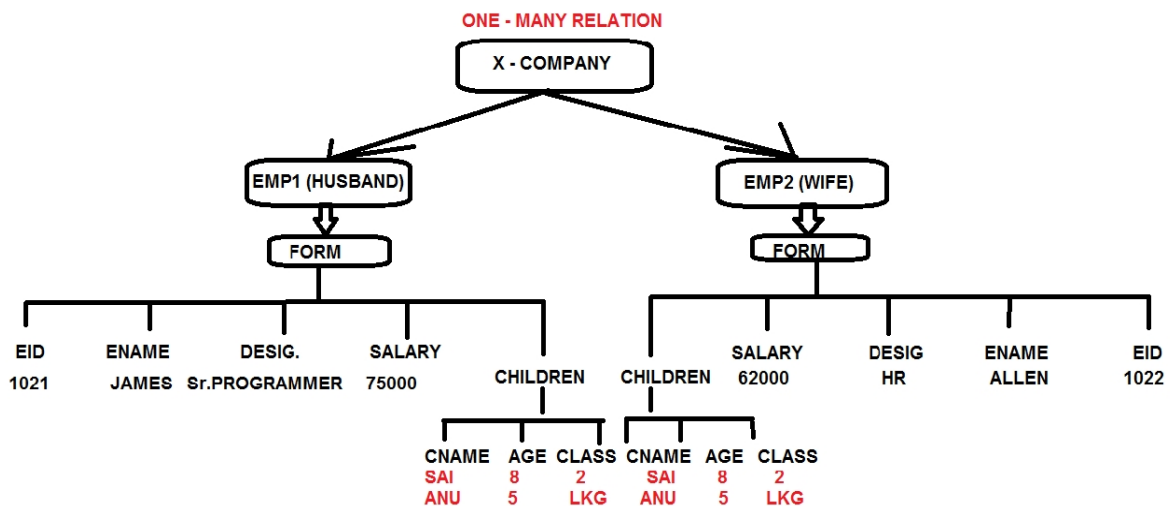 ONE - MANY RELATION
X - COMPANY
EMP1 (HUSBAND)
EMP2 (WIFE)
FORM
FORM
EID ENAME DESIG. SALARY
1021 JAMES Sr.PROGRAMMER 75000
CHILDREN
CNAME AGE CLASS
SAI 8 2
ANU 5 LKG
SALARY DESIG ENAME EID
62000 HR ALLEN 1022
CHILDREN
CNAME AGE CLASS
SAI 8 2
ANU 5 LKG